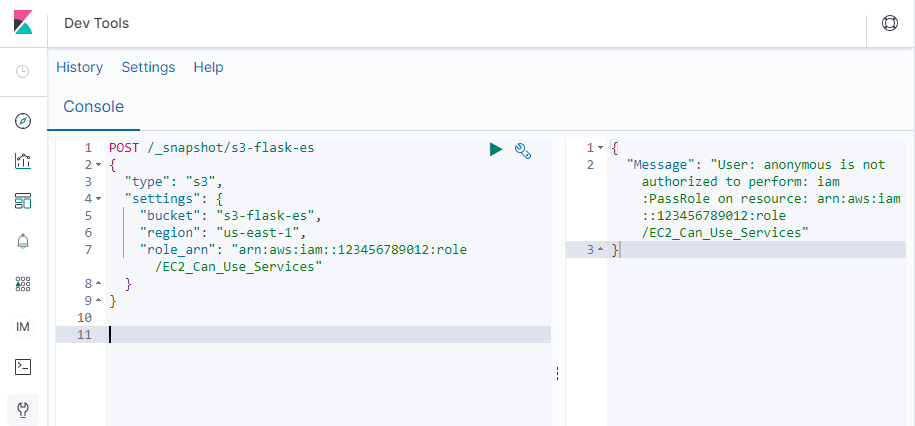 Dev Tools
History Settings Help
Console
1 POST /_snapshot/s3-flask-es
2 {
3 "type": "s3",
4 "settings": {
5 "bucket": "s3-flask-es",
6 "region": "us-east-1",
7 "role_arn": "arn:aws:iam::123456789012:role
/EC2_Can_Use_Services"
8 }
9 }
10
11
1 {
2 "Message": "User: anonymous is not
authorized to perform: iam
:PassRole on resource: arn:aws:iam
::123456789012:role
/EC2_Can_Use_Services"
3 }
IM